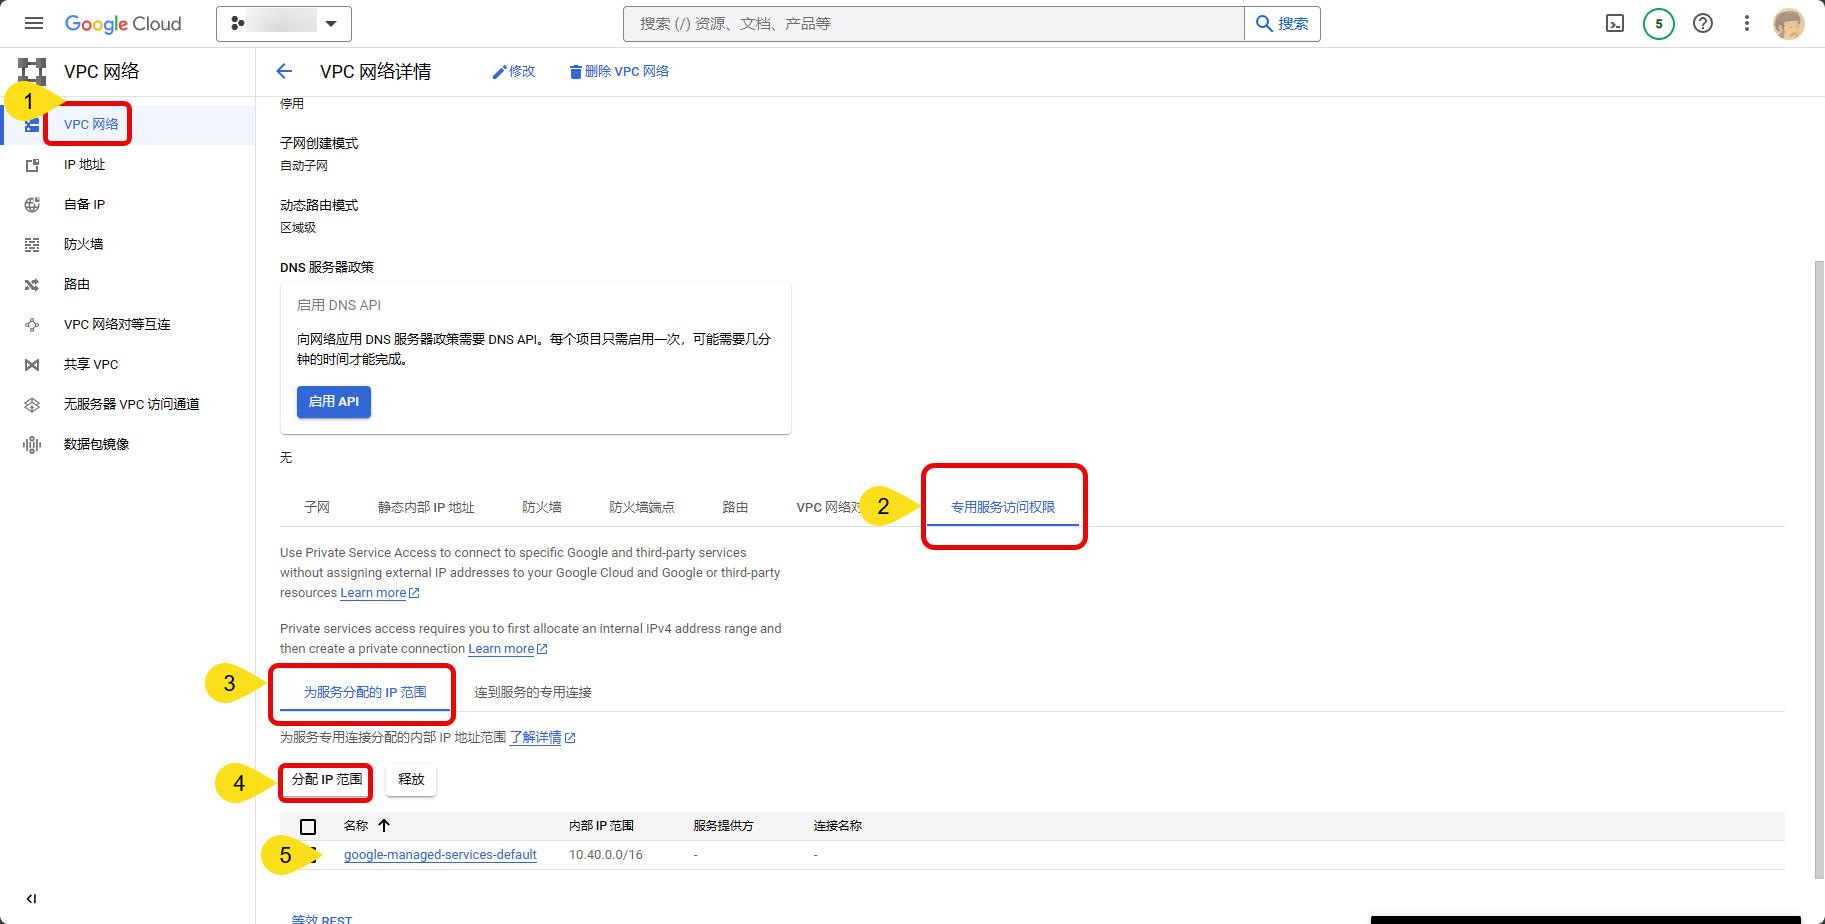 Google Cloud
搜索 (/) 资源、文档、产品等
搜索
5
VPC 网络
VPC 网络详情
修改
删除 VPC 网络
1
VPC 网络
IP 地址
自备 IP
防火墙
路由
VPC 网络对等互连
共享 VPC
无服务器 VPC 访问通道
数据包镜像
停用
子网创建模式
自动子网
动态路由模式
区域级
DNS 服务器政策
启用 DNS API
向网络应用 DNS 服务器政策需要 DNS API。每个项目只需启用一次，可能需要几分
钟的时间才能完成。
启用 API
无
子网
静态内部 IP 地址
防火墙
防火墙端点
路由
VPC 网络对
2
专用服务访问权限
Use Private Service Access to connect to specific Google and third-party services
without assigning external IP addresses to your Google Cloud and Google or third-party
resources Learn more
Private services access requires you to first allocate an internal IPv4 address range and
then create a private connection Learn more
3
为服务分配的 IP 范围
连到服务的专用连接
为服务专用连接分配的内部 IP 地址范围 了解详情
4
分配 IP 范围
释放
名称
内部 IP 范围
服务提供方
连接名称
5
google-managed-services-default
10.40.0.0/16
-
-
等效 REST